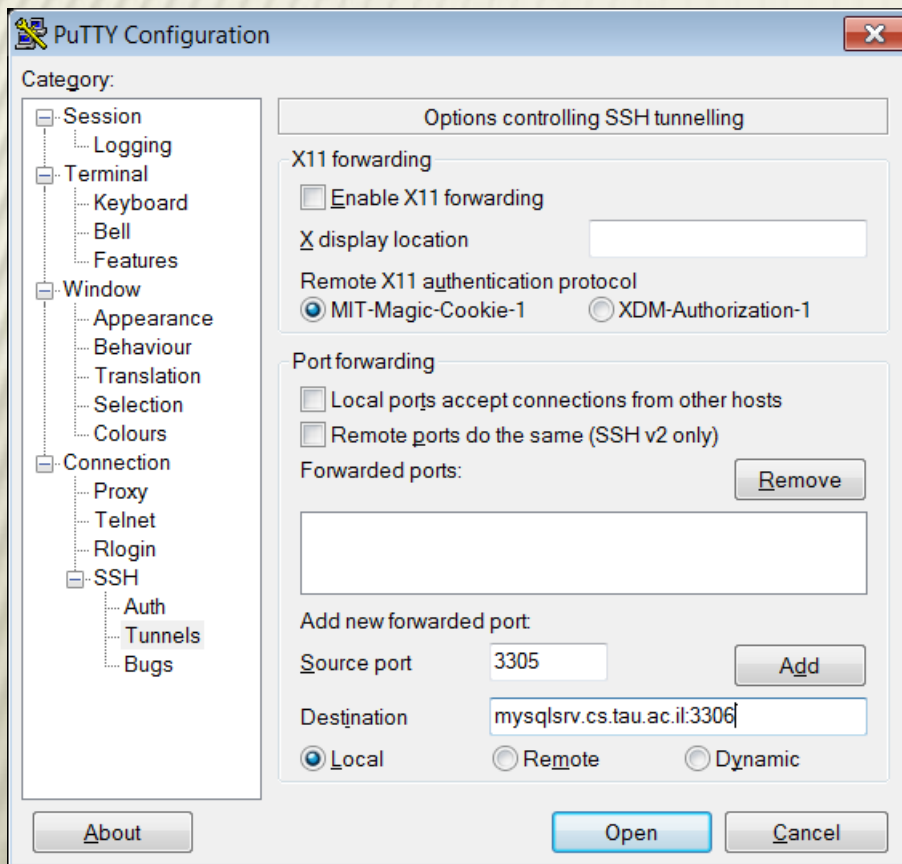 PuTTY Configuration
Category:
Session
Logging
Terminal
Keyboard
Bell
Features
Window
Appearance
Behaviour
Translation
Selection
Colours
Connection
Proxy
Telnet
Rlogin
SSH
Auth
Tunnels
Bugs
Options controlling SSH tunnelling
X11 forwarding
Enable X11 forwarding
X display location
Remote X11 authentication protocol
MIT-Magic-Cookie-1 XDM-Authorization-1
Port forwarding
Local ports accept connections from other hosts
Remote ports do the same (SSH v2 only)
Forwarded ports: Remove
Add new forwarded port:
Source port 3305 Add
Destination mysqlsrv.cs.tau.ac.il:3306
Local Remote Dynamic
About Open Cancel